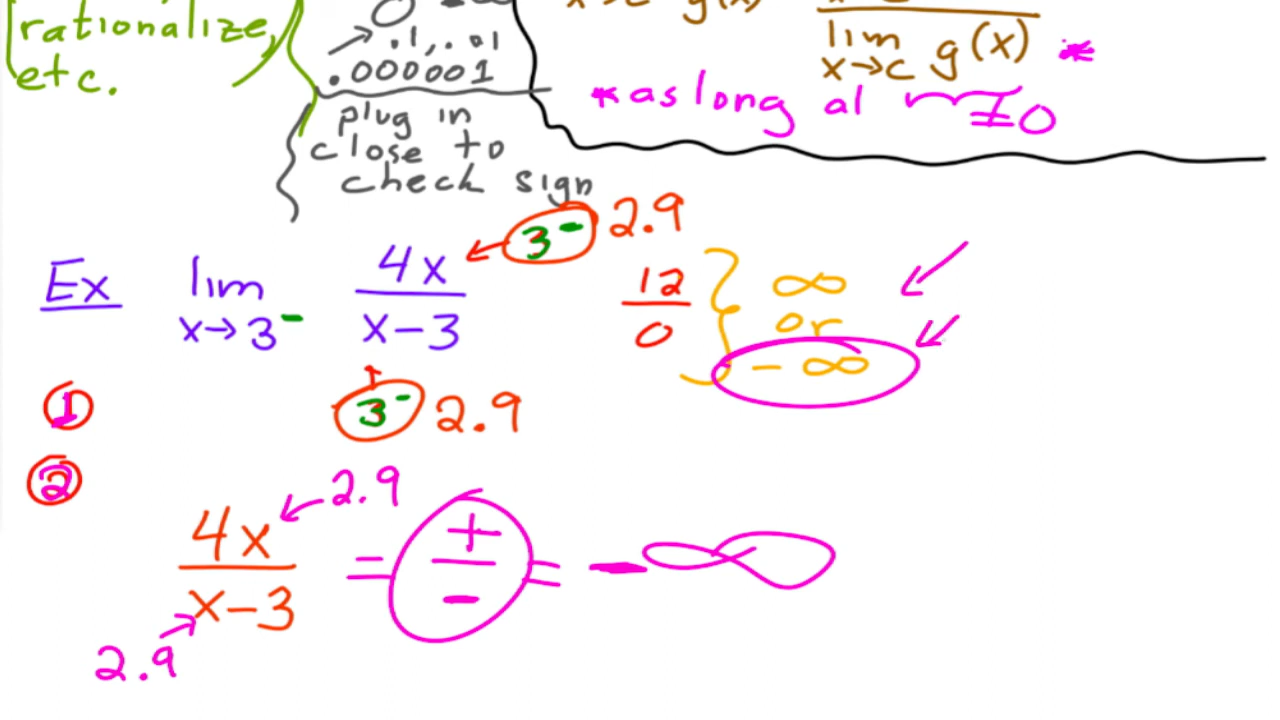 rationalize,
etc.
.1, .01
.000001
plug in
close to
check sign
lim g(x) *
x→c
*as long al ≠0
3⁻ 2.9
Ex lim 4x/(x-3) 12/0 ∞
x→3⁻ or
-∞
① 3⁻ 2.9
②
2.9
4x/(x-3) = +/- = -∞
2.9